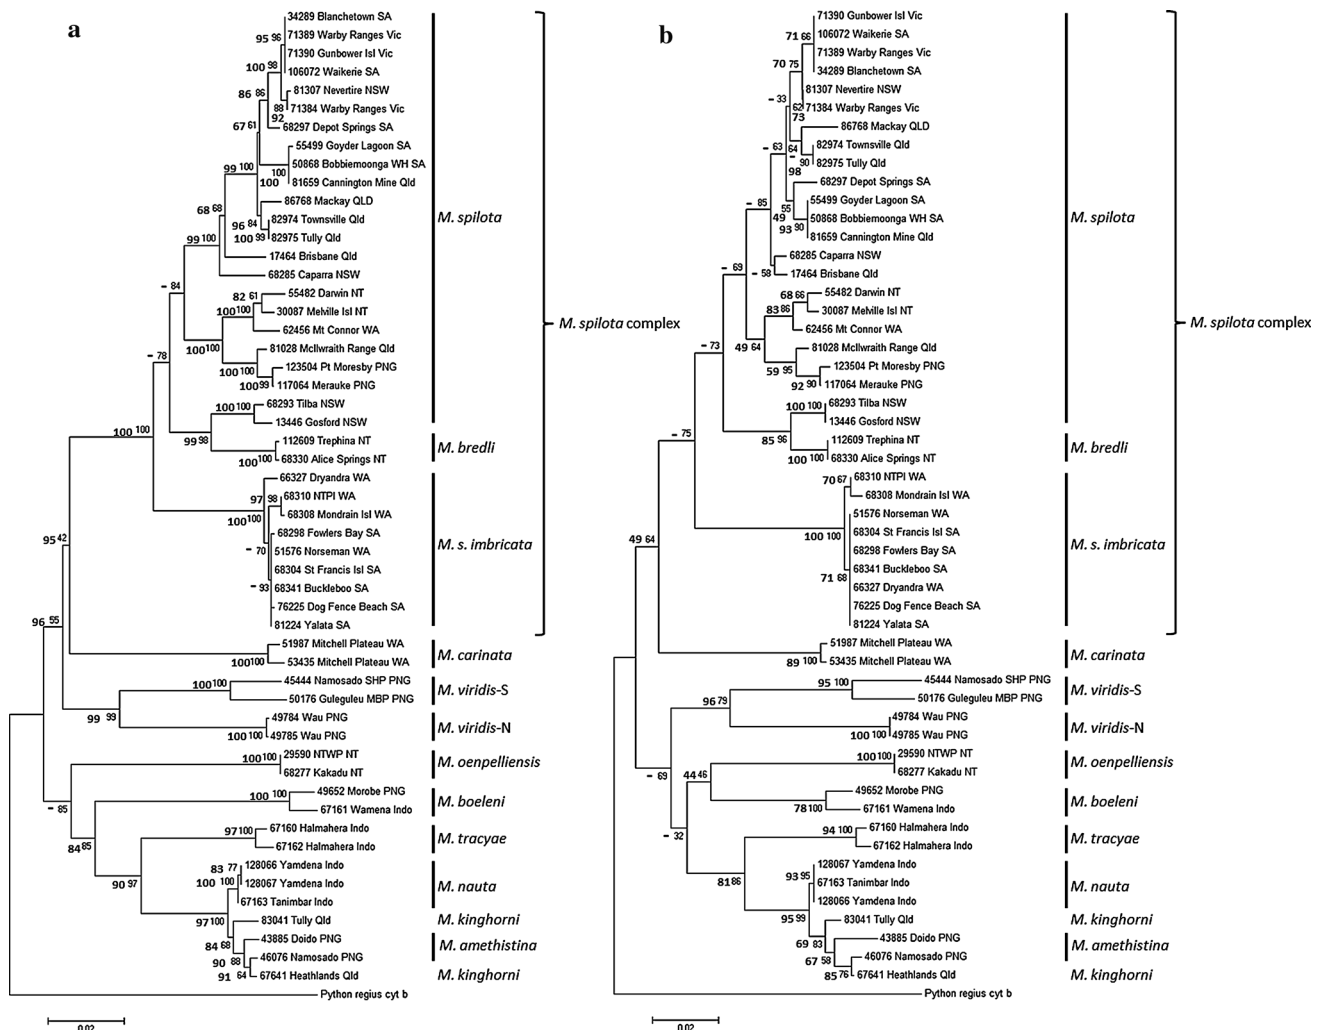 a
34289 Blanchetown SA
71389 Warby Ranges Vic
71390 Gunbower Isl Vic
106072 Waikerie SA
81307 Nevertire NSW
71384 Warby Ranges Vic
68297 Depot Springs SA
55499 Goyder Lagoon SA
50868 Bobbiemoonga WH SA
81659 Cannington Mine Qld
86768 Mackay QLD
82974 Townsville Qld
82975 Tully Qld
17464 Brisbane Qld
68285 Caparra NSW
55482 Darwin NT
30087 Melville Isl NT
62456 Mt Connor WA
81028 McIlwraith Range Qld
123504 Pt Moresby PNG
117064 Merauke PNG
68293 Tilba NSW
13446 Gosford NSW
112609 Trephina NT
68330 Alice Springs NT
66327 Dryandra WA
68310 NTPI WA
68308 Mondrain Isl WA
68298 Fowlers Bay SA
51576 Norseman WA
68304 St Francis Isl SA
68341 Buckleboo SA
76225 Dog Fence Beach SA
81224 Yalata SA
51987 Mitchell Plateau WA
53435 Mitchell Plateau WA
45444 Namosado SHP PNG
50176 Guleguleu MBP PNG
49784 Wau PNG
49785 Wau PNG
29590 NTWP NT
68277 Kakadu NT
49652 Morobe PNG
67161 Wamena Indo
67160 Halmahera Indo
67162 Halmahera Indo
128066 Yamdena Indo
128067 Yamdena Indo
67163 Tanimbar Indo
83041 Tully Qld
43885 Doido PNG
46076 Namosado PNG
67641 Heathlands Qld
Python regius cyt b
95 96
100 98
88
92
86 86
67 61
100
100
99 100
96 84
100 99
68 68
99 100
– 84
82 61
100 100
100 100
100 100
100 99
– 78
100 100
99 98
100 100
100 100
97 98
100 100
– 70
– 93
95 42
100 100
96 55
100 100
99 99
100 100
100 100
– 85
100 100
84 85
97 100
90 97
83 77
100 100
97 100
84 68
90 88
91 64
0.02
M. spilota
M. bredli
M. s. imbricata
M. carinata
M. viridis-S
M. viridis-N
M. oenpelliensis
M. boeleni
M. tracyae
M. nauta
M. kinghorni
M. amethistina
M. kinghorni
M. spilota complex
b
71390 Gunbower Isl Vic
106072 Waikerie SA
71389 Warby Ranges Vic
34289 Blanchetown SA
81307 Nevertire NSW
71384 Warby Ranges Vic
86768 Mackay QLD
82974 Townsville Qld
82975 Tully Qld
68297 Depot Springs SA
55499 Goyder Lagoon SA
50868 Bobbiemoonga WH SA
81659 Cannington Mine Qld
68285 Caparra NSW
17464 Brisbane Qld
55482 Darwin NT
30087 Melville Isl NT
62456 Mt Connor WA
81028 McIlwraith Range Qld
123504 Pt Moresby PNG
117064 Merauke PNG
68293 Tilba NSW
13446 Gosford NSW
112609 Trephina NT
68330 Alice Springs NT
68310 NTPI WA
68308 Mondrain Isl WA
51576 Norseman WA
68304 St Francis Isl SA
68298 Fowlers Bay SA
68341 Buckleboo SA
66327 Dryandra WA
76225 Dog Fence Beach SA
81224 Yalata SA
51987 Mitchell Plateau WA
53435 Mitchell Plateau WA
45444 Namosado SHP PNG
50176 Guleguleu MBP PNG
49784 Wau PNG
49785 Wau PNG
29590 NTWP NT
68277 Kakadu NT
49652 Morobe PNG
67161 Wamena Indo
67160 Halmahera Indo
67162 Halmahera Indo
128067 Yamdena Indo
67163 Tanimbar Indo
128066 Yamdena Indo
83041 Tully Qld
43885 Doido PNG
46076 Namosado PNG
67641 Heathlands Qld
Python regius cyt b
71 66
70 75
– 33
62
73
– 63
64
–
90
98
– 85
55
49
93 90
– 69
– 58
68 66
83 86
49 64
59 95
92 90
– 73
100 100
85 96
100 100
– 75
70 67
100 100
71 68
49 64
89 100
95 100
96 79
100 100
– 69
100 100
44 46
78 100
– 32
94 100
81 86
93 95
95 99
69 83
67 58
85 76
0.02
M. spilota
M. bredli
M. s. imbricata
M. carinata
M. viridis-S
M. viridis-N
M. oenpelliensis
M. boeleni
M. tracyae
M. nauta
M. kinghorni
M. amethistina
M. kinghorni
M. spilota complex